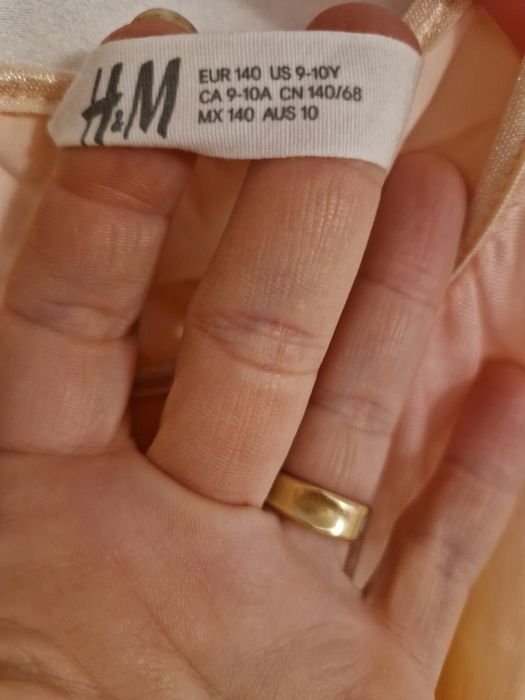 H&M
EUR 140 US 9-10Y
CA 9-10A CN 140/68
MX 140 AUS 10